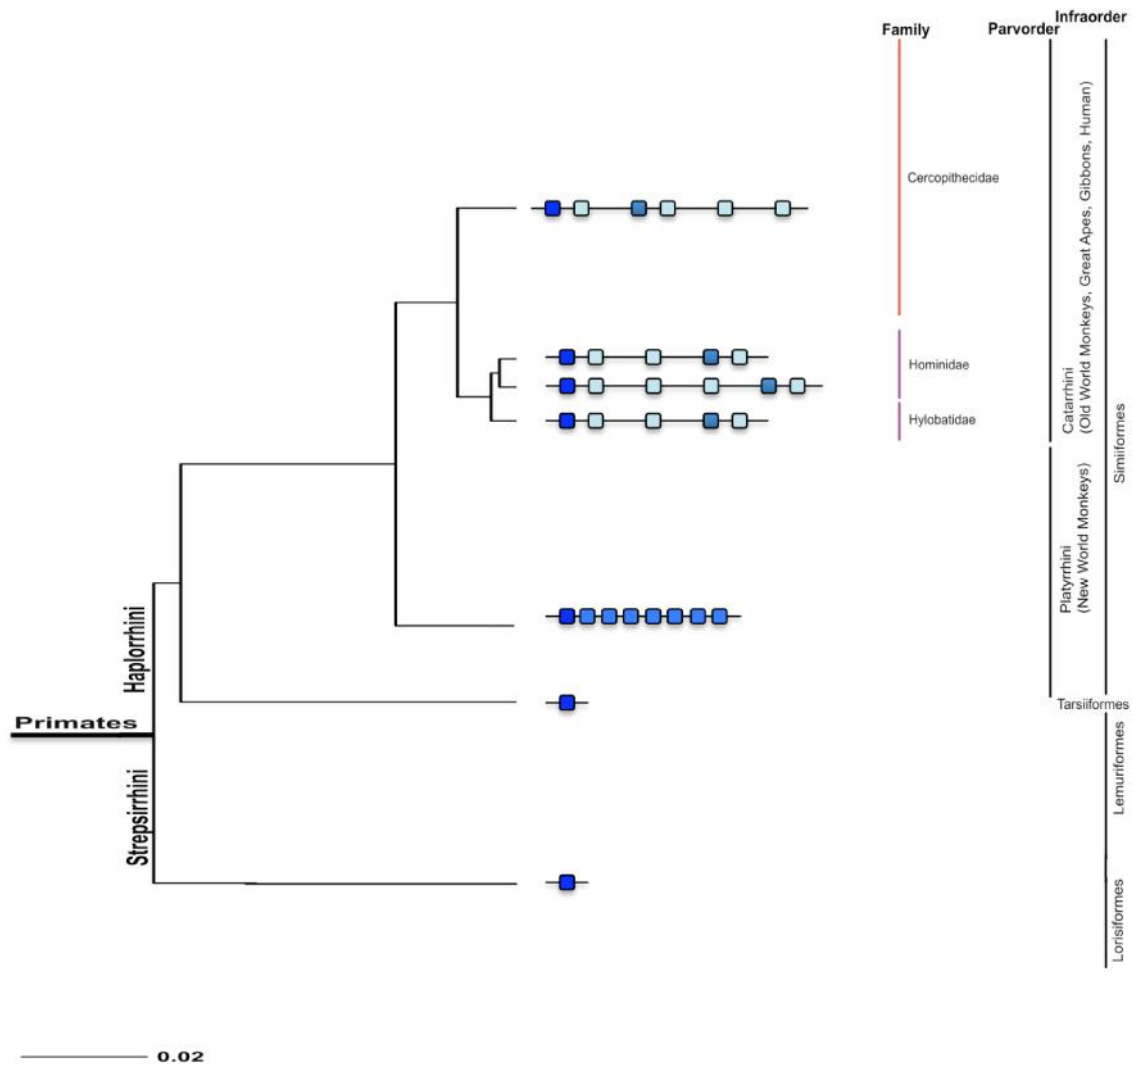 Infraorder
Family
Parvorder
Cercopithecidae
Hominidae
Hylobatidae
Catarrhini
(Old World Monkeys, Great Apes, Gibbons, Human)
Simiiformes
Platyrrhini
(New World Monkeys)
Haplorrhini
Tarsiiformes
Primates
Strepsirrhini
Lemuriformes
Lorisiformes
0.02